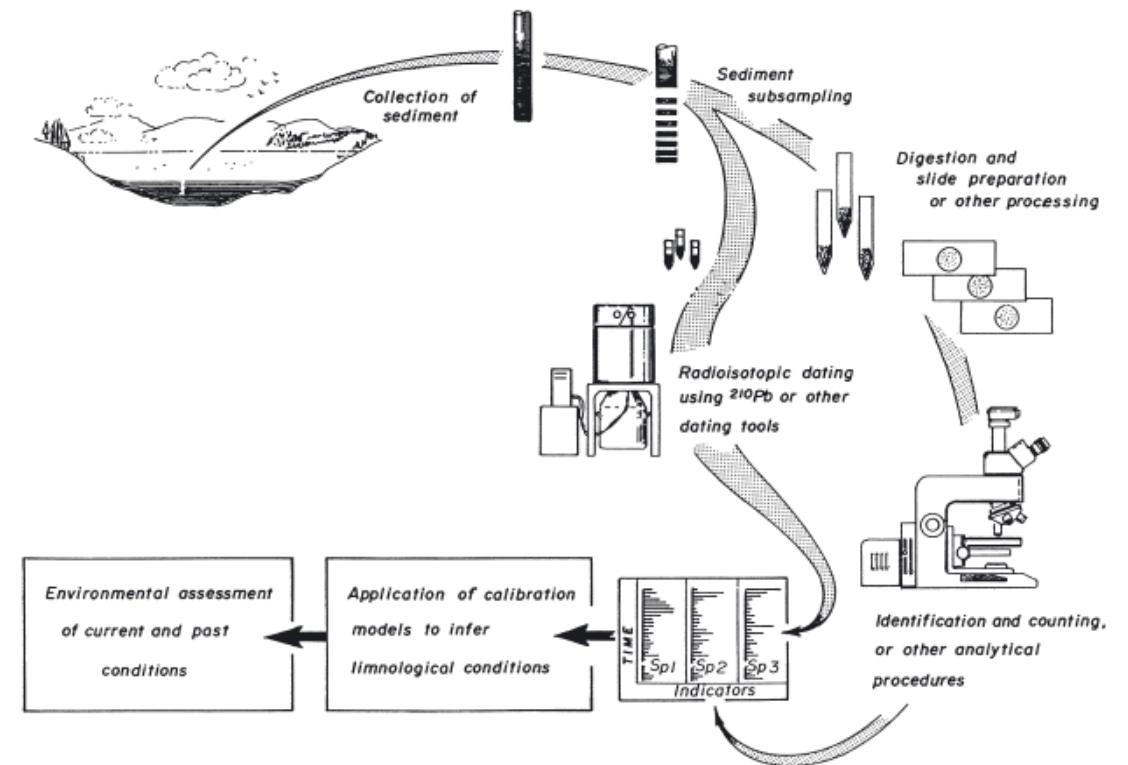 Collection of
sediment
Sediment
subsampling
Digestion and
slide preparation
or other processing
Radioisotopic dating
using ²¹⁰Pb or other
dating tools
Identification and counting,
or other analytical
procedures
TIME
Sp1 Sp2 Sp3
Indicators
Application of calibration
models to infer
limnological conditions
Environmental assessment
of current and past
conditions